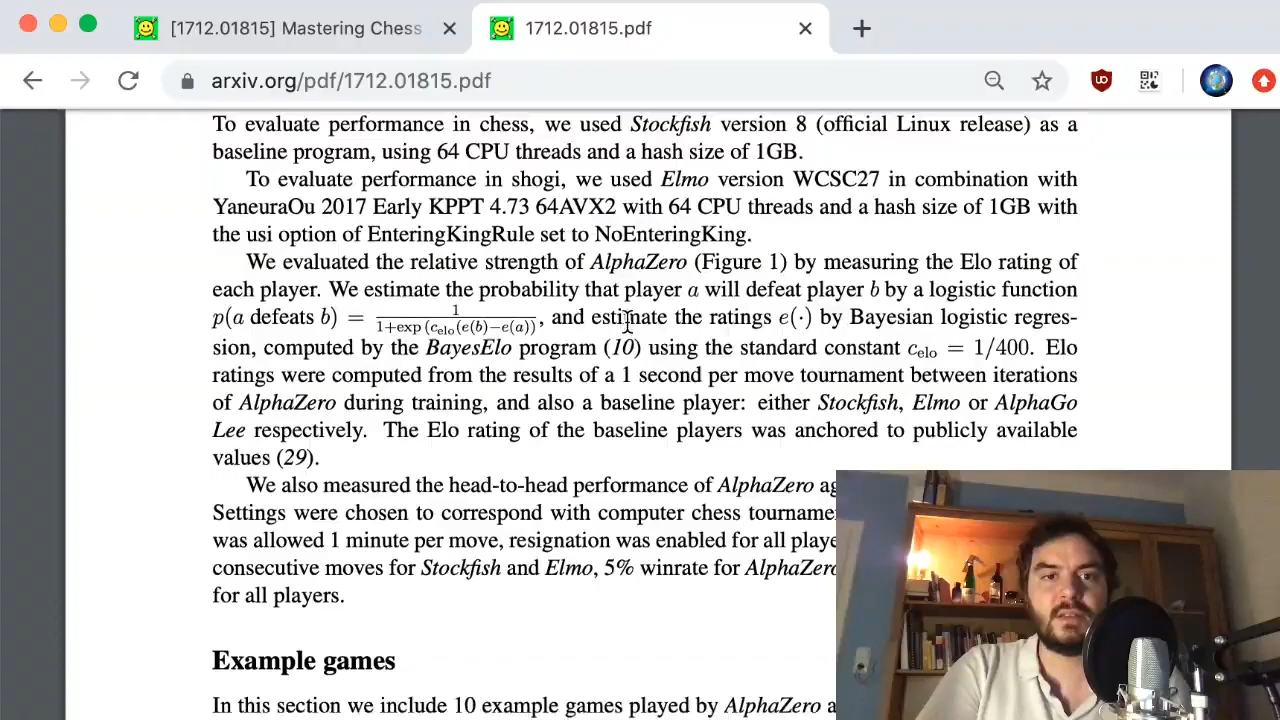 [1712.01815] Mastering Chess
1712.01815.pdf
arxiv.org/pdf/1712.01815.pdf
To evaluate performance in chess, we used Stockfish version 8 (official Linux release) as a
baseline program, using 64 CPU threads and a hash size of 1GB.
To evaluate performance in shogi, we used Elmo version WCSC27 in combination with
YaneuraOu 2017 Early KPPT 4.73 64AVX2 with 64 CPU threads and a hash size of 1GB with
the usi option of EnteringKingRule set to NoEnteringKing.
We evaluated the relative strength of AlphaZero (Figure 1) by measuring the Elo rating of
each player. We estimate the probability that player a will defeat player b by a logistic function
p(a defeats b) = 1/(1+exp (c_elo(e(b)−e(a))), and estimate the ratings e(·) by Bayesian logistic regres-
sion, computed by the BayesElo program (10) using the standard constant c_elo = 1/400. Elo
ratings were computed from the results of a 1 second per move tournament between iterations
of AlphaZero during training, and also a baseline player: either Stockfish, Elmo or AlphaGo
Lee respectively. The Elo rating of the baseline players was anchored to publicly available
values (29).
We also measured the head-to-head performance of AlphaZero ag
Settings were chosen to correspond with computer chess tourname
was allowed 1 minute per move, resignation was enabled for all playe
consecutive moves for Stockfish and Elmo, 5% winrate for AlphaZero
for all players.
Example games
In this section we include 10 example games played by AlphaZero a